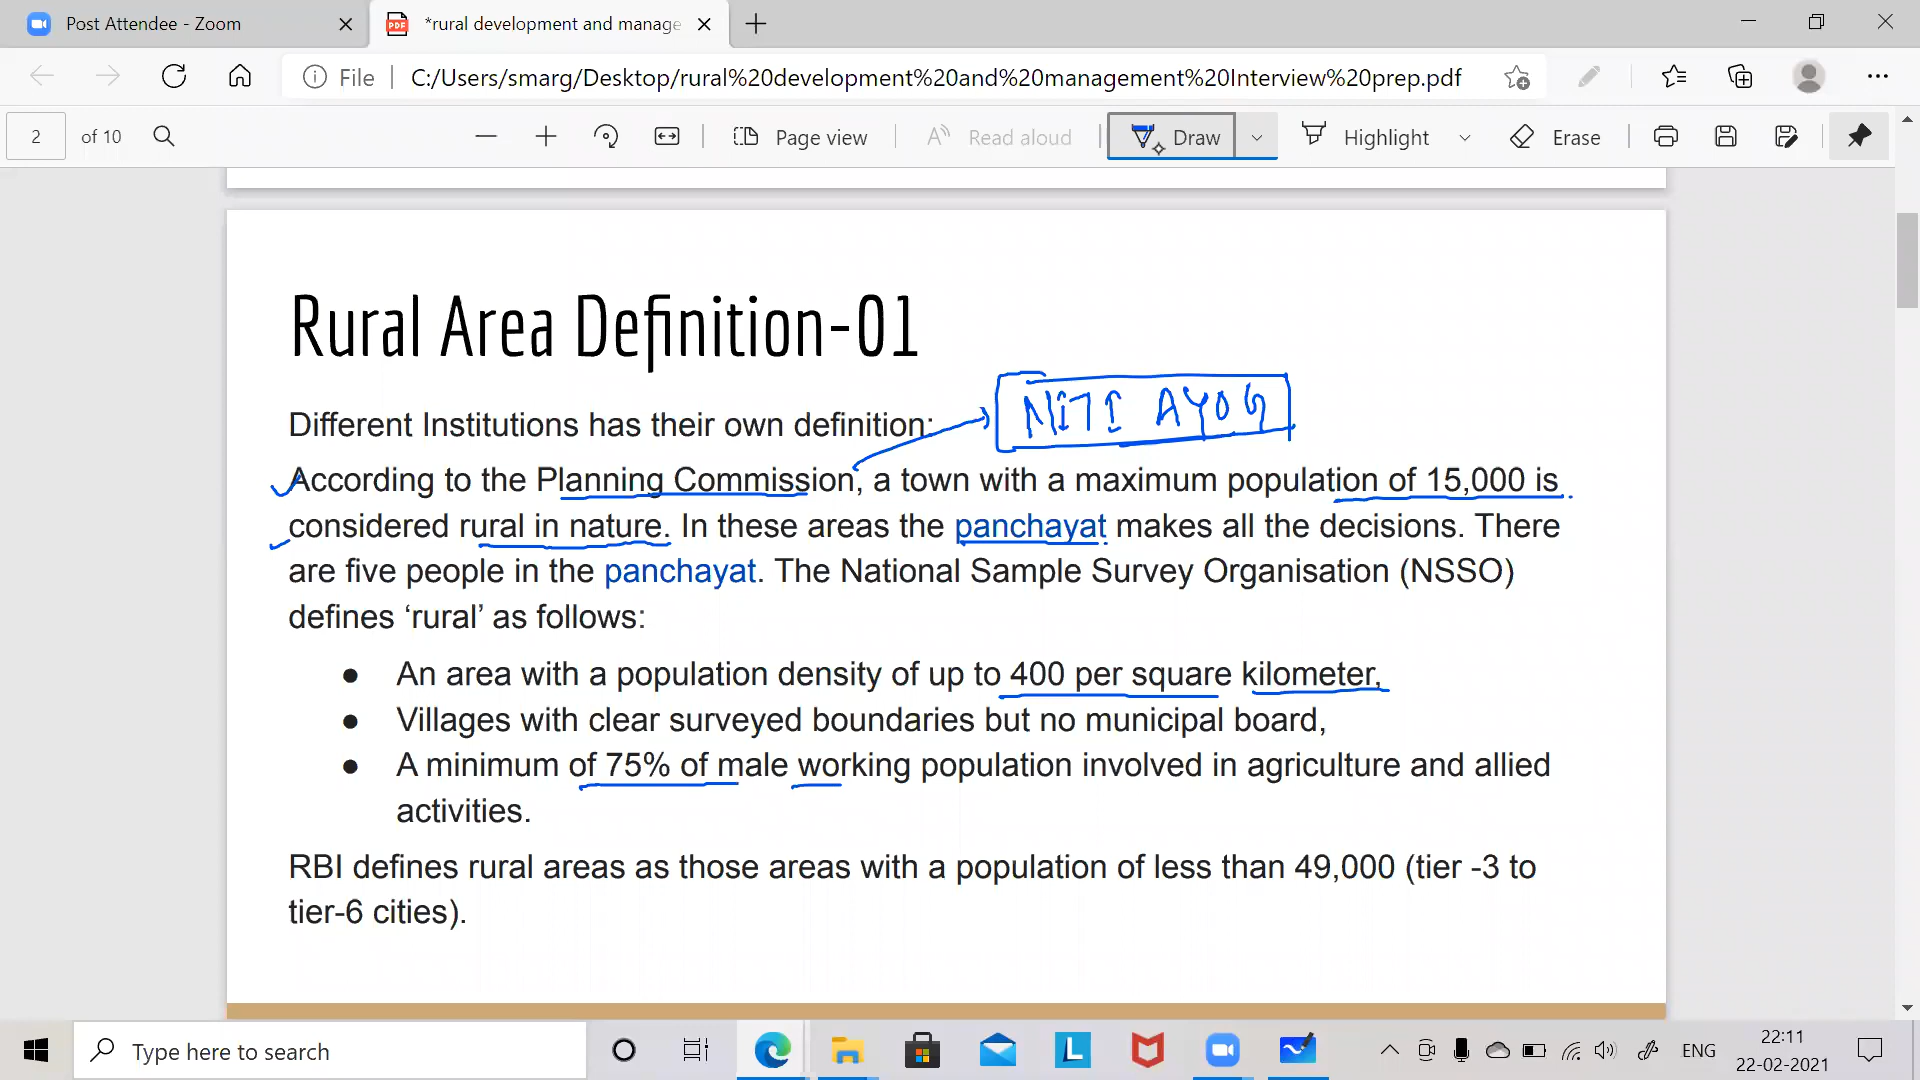 Post Attendee - Zoom
*rural development and manage
File
C:/Users/smarg/Desktop/rural%20development%20and%20management%20Interview%20prep.pdf
2 of 10
Page view
Read aloud
Draw
Highlight
Erase
Rural Area Definition-01
NITI AYOG
Different Institutions has their own definition:
According to the Planning Commission, a town with a maximum population of 15,000 is
considered rural in nature. In these areas the panchayat makes all the decisions. There
are five people in the panchayat. The National Sample Survey Organisation (NSSO)
defines ‘rural’ as follows:
● An area with a population density of up to 400 per square kilometer,
● Villages with clear surveyed boundaries but no municipal board,
● A minimum of 75% of male working population involved in agriculture and allied
activities.
RBI defines rural areas as those areas with a population of less than 49,000 (tier -3 to
tier-6 cities).
Type here to search
L
ENG
22:11
22-02-2021